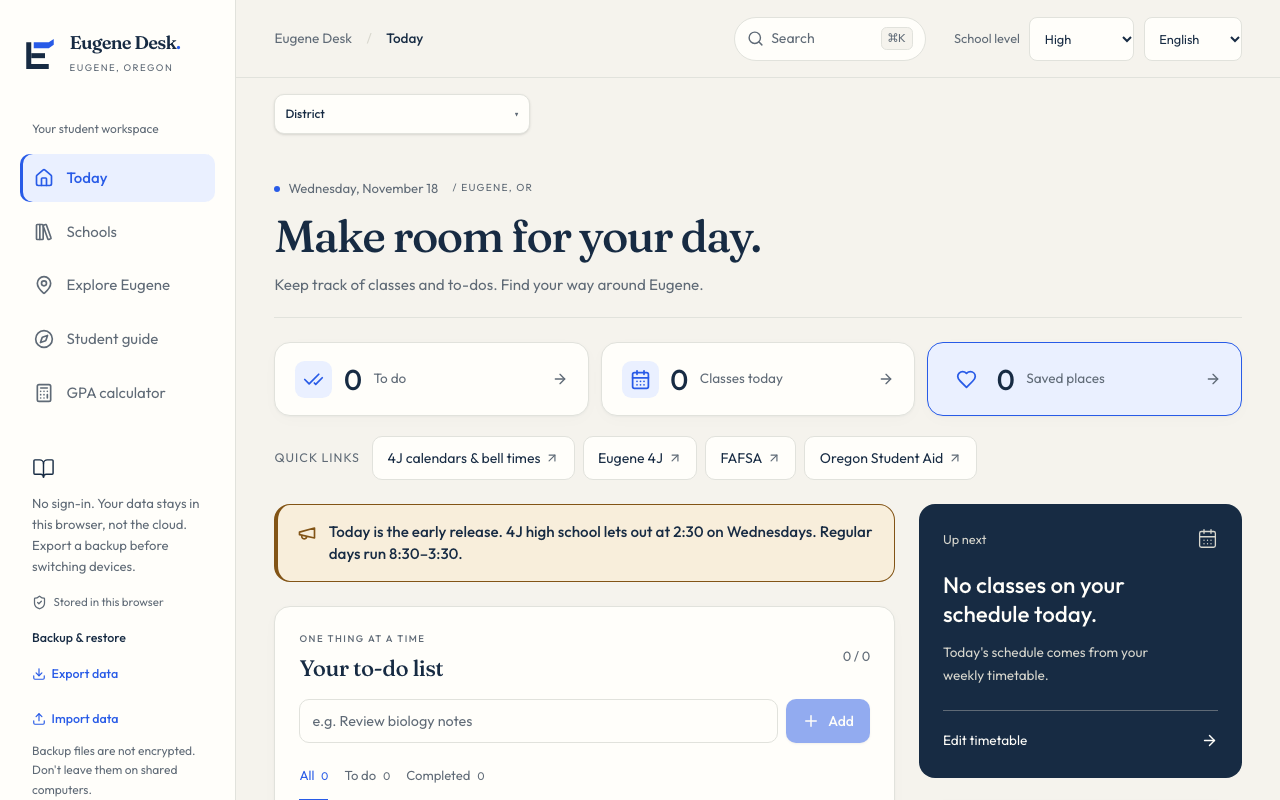 Eugene Desk.
EUGENE, OREGON
Your student workspace
Today
Schools
Explore Eugene
Student guide
GPA calculator
No sign-in. Your data stays in
this browser, not the cloud.
Export a backup before
switching devices.
Stored in this browser
Backup & restore
Export data
Import data
Backup files are not encrypted.
Don't leave them on shared
computers.
Eugene Desk / Today
Search ⌘K
School level High English
District
Wednesday, November 18 / EUGENE, OR
Make room for your day.
Keep track of classes and to-dos. Find your way around Eugene.
0 To do
0 Classes today
0 Saved places
QUICK LINKS 4J calendars & bell times Eugene 4J FAFSA Oregon Student Aid
Today is the early release. 4J high school lets out at 2:30 on Wednesdays. Regular
days run 8:30–3:30.
ONE THING AT A TIME
Your to-do list
0 / 0
e.g. Review biology notes
Add
All 0 To do 0 Completed 0
Up next
No classes on your
schedule today.
Today's schedule comes from your
weekly timetable.
Edit timetable